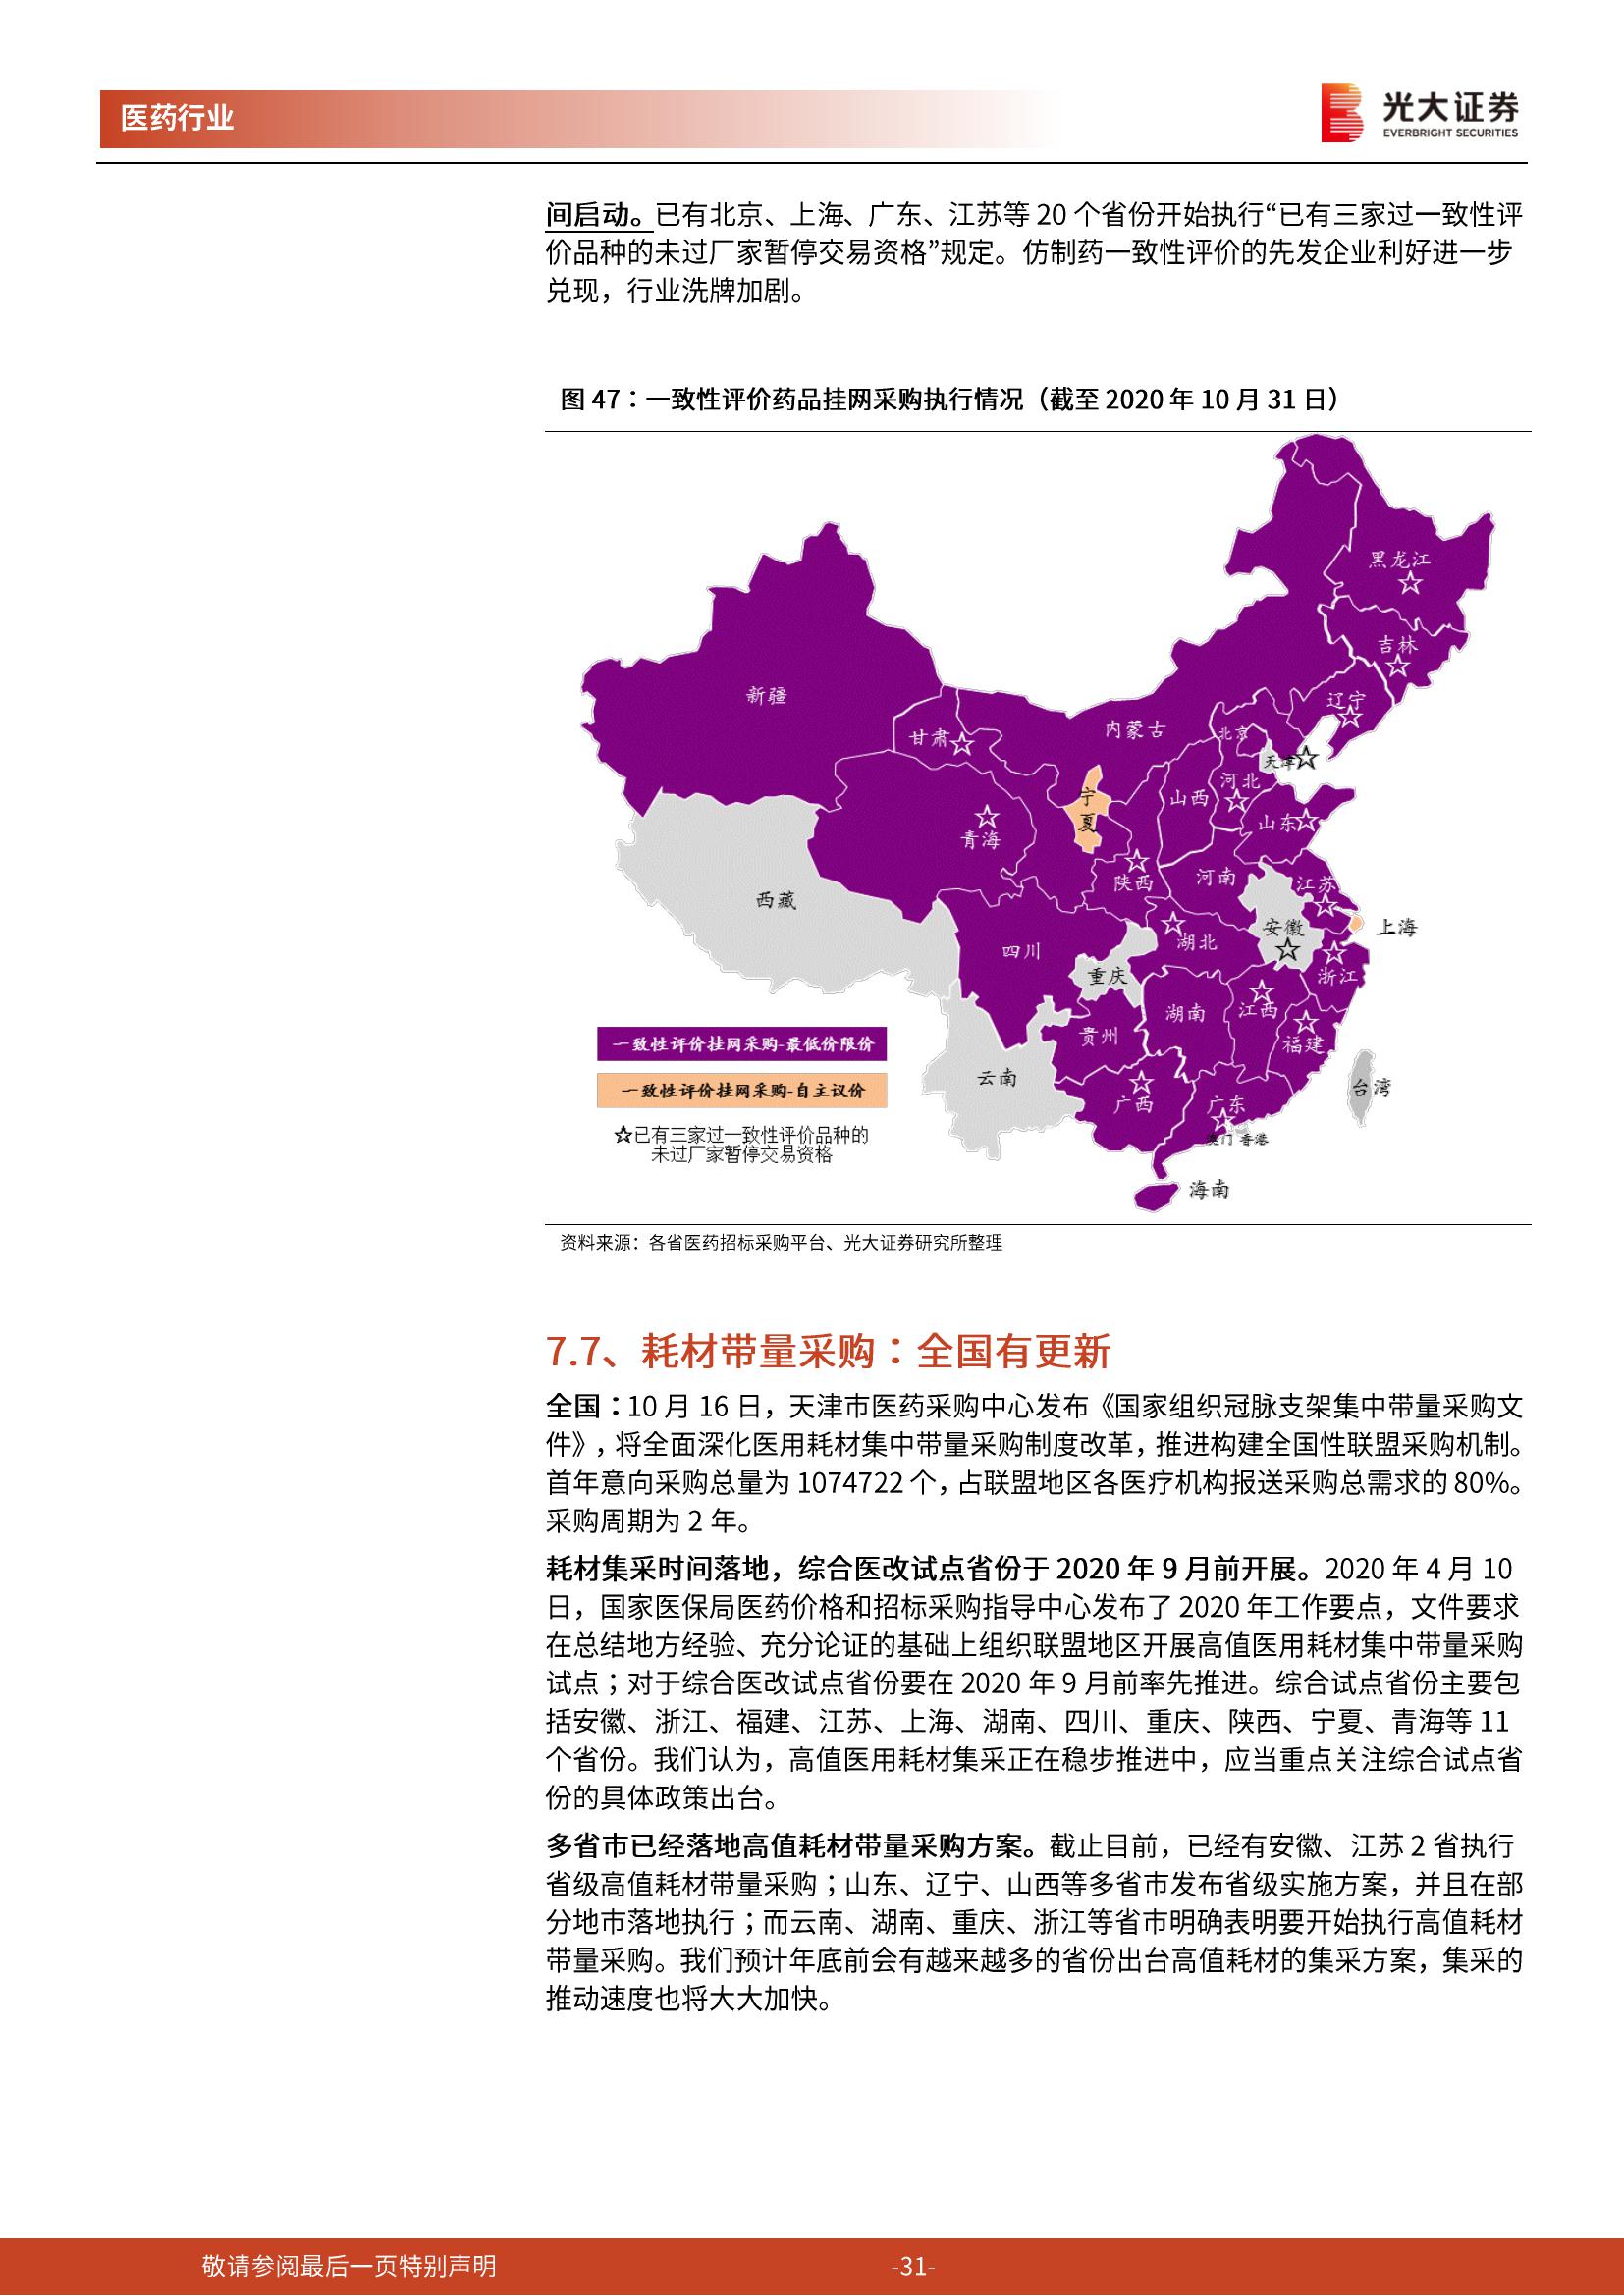 医药行业
光大证券
EVERBRIGHT SECURITIES
间启动。已有北京、上海、广东、江苏等 20 个省份开始执行“已有三家过一致性评
价品种的未过厂家暂停交易资格”规定。仿制药一致性评价的先发企业利好进一步
兑现，行业洗牌加剧。
图 47：一致性评价药品挂网采购执行情况（截至 2020 年 10 月 31 日）
黑龙江
吉林
辽宁
新疆
内蒙古
甘肃
北京
天津
河北
山西
宁夏
山东
青海
陕西
河南
江苏
西藏
安徽
上海
四川
湖北
重庆
浙江
湖南
江西
贵州
福建
云南
台湾
广西
广东
澳门 香港
海南
一致性评价挂网采购-最低价限价
一致性评价挂网采购-自主议价
☆已有三家过一致性评价品种的
未过厂家暂停交易资格
资料来源：各省医药招标采购平台、光大证券研究所整理
7.7、耗材带量采购：全国有更新
全国：10 月 16 日，天津市医药采购中心发布《国家组织冠脉支架集中带量采购文
件》，将全面深化医用耗材集中带量采购制度改革，推进构建全国性联盟采购机制。
首年意向采购总量为 1074722 个，占联盟地区各医疗机构报送采购总需求的 80%。
采购周期为 2 年。
耗材集采时间落地，综合医改试点省份于 2020 年 9 月前开展。2020 年 4 月 10
日，国家医保局医药价格和招标采购指导中心发布了 2020 年工作要点，文件要求
在总结地方经验、充分论证的基础上组织联盟地区开展高值医用耗材集中带量采购
试点；对于综合医改试点省份要在 2020 年 9 月前率先推进。综合试点省份主要包
括安徽、浙江、福建、江苏、上海、湖南、四川、重庆、陕西、宁夏、青海等 11
个省份。我们认为，高值医用耗材集采正在稳步推进中，应当重点关注综合试点省
份的具体政策出台。
多省市已经落地高值耗材带量采购方案。截止目前，已经有安徽、江苏 2 省执行
省级高值耗材带量采购；山东、辽宁、山西等多省市发布省级实施方案，并且在部
分地市落地执行；而云南、湖南、重庆、浙江等省市明确表明要开始执行高值耗材
带量采购。我们预计年底前会有越来越多的省份出台高值耗材的集采方案，集采的
推动速度也将大大加快。
敬请参阅最后一页特别声明
-31-